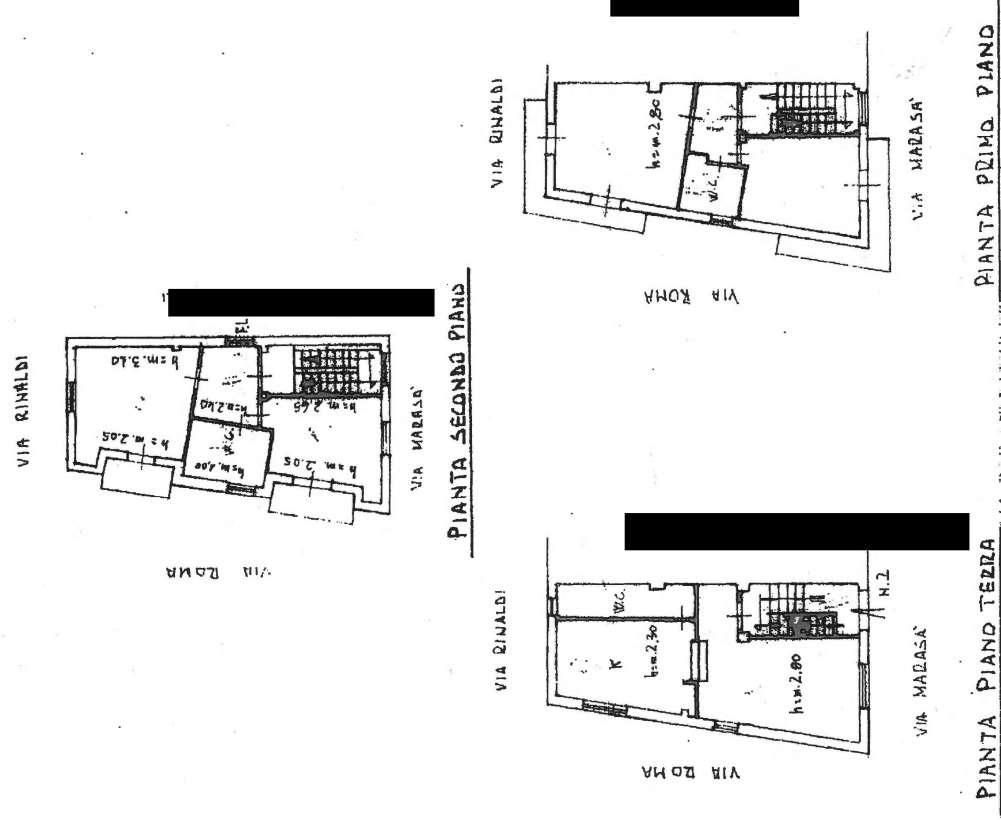 PIANTA SECONDO PIANO
VIA RINALDI
h=m.3.40
h=m.2.05
h=m.2.40
h=m.2.65
h=m.2.05
VIA MARASA'
VIA ROMA
PIANTA PRIMO PIANO
VIA RINALDI
h=m.2,80
W.C.
VIA MARASA'
VIA ROMA
PIANTA PIANO TERRA
VIA RINALDI
W.C.
K
h=m.2,30
h=m.2.80
N.2
VIA MARASA'
VIA ROMA